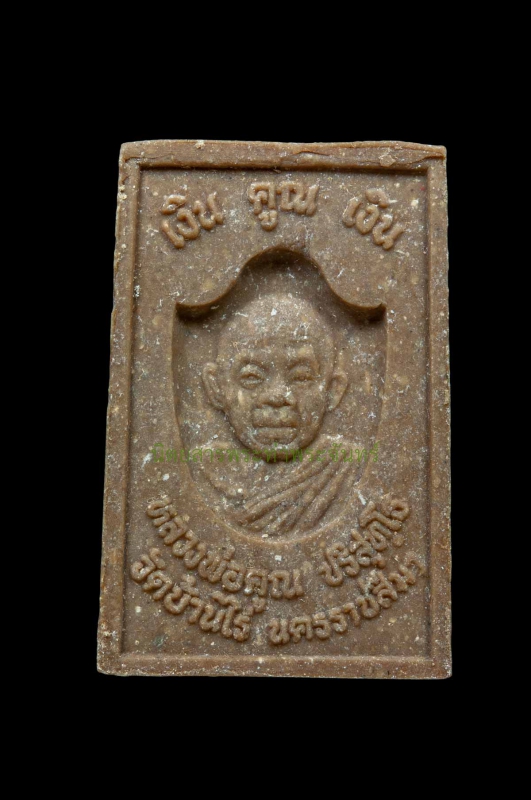 เงิน คูณ เงิน
หลวงพ่อคูณ ปริสุทฺโธ
วัดบ้านไร่ นครราชสีมา